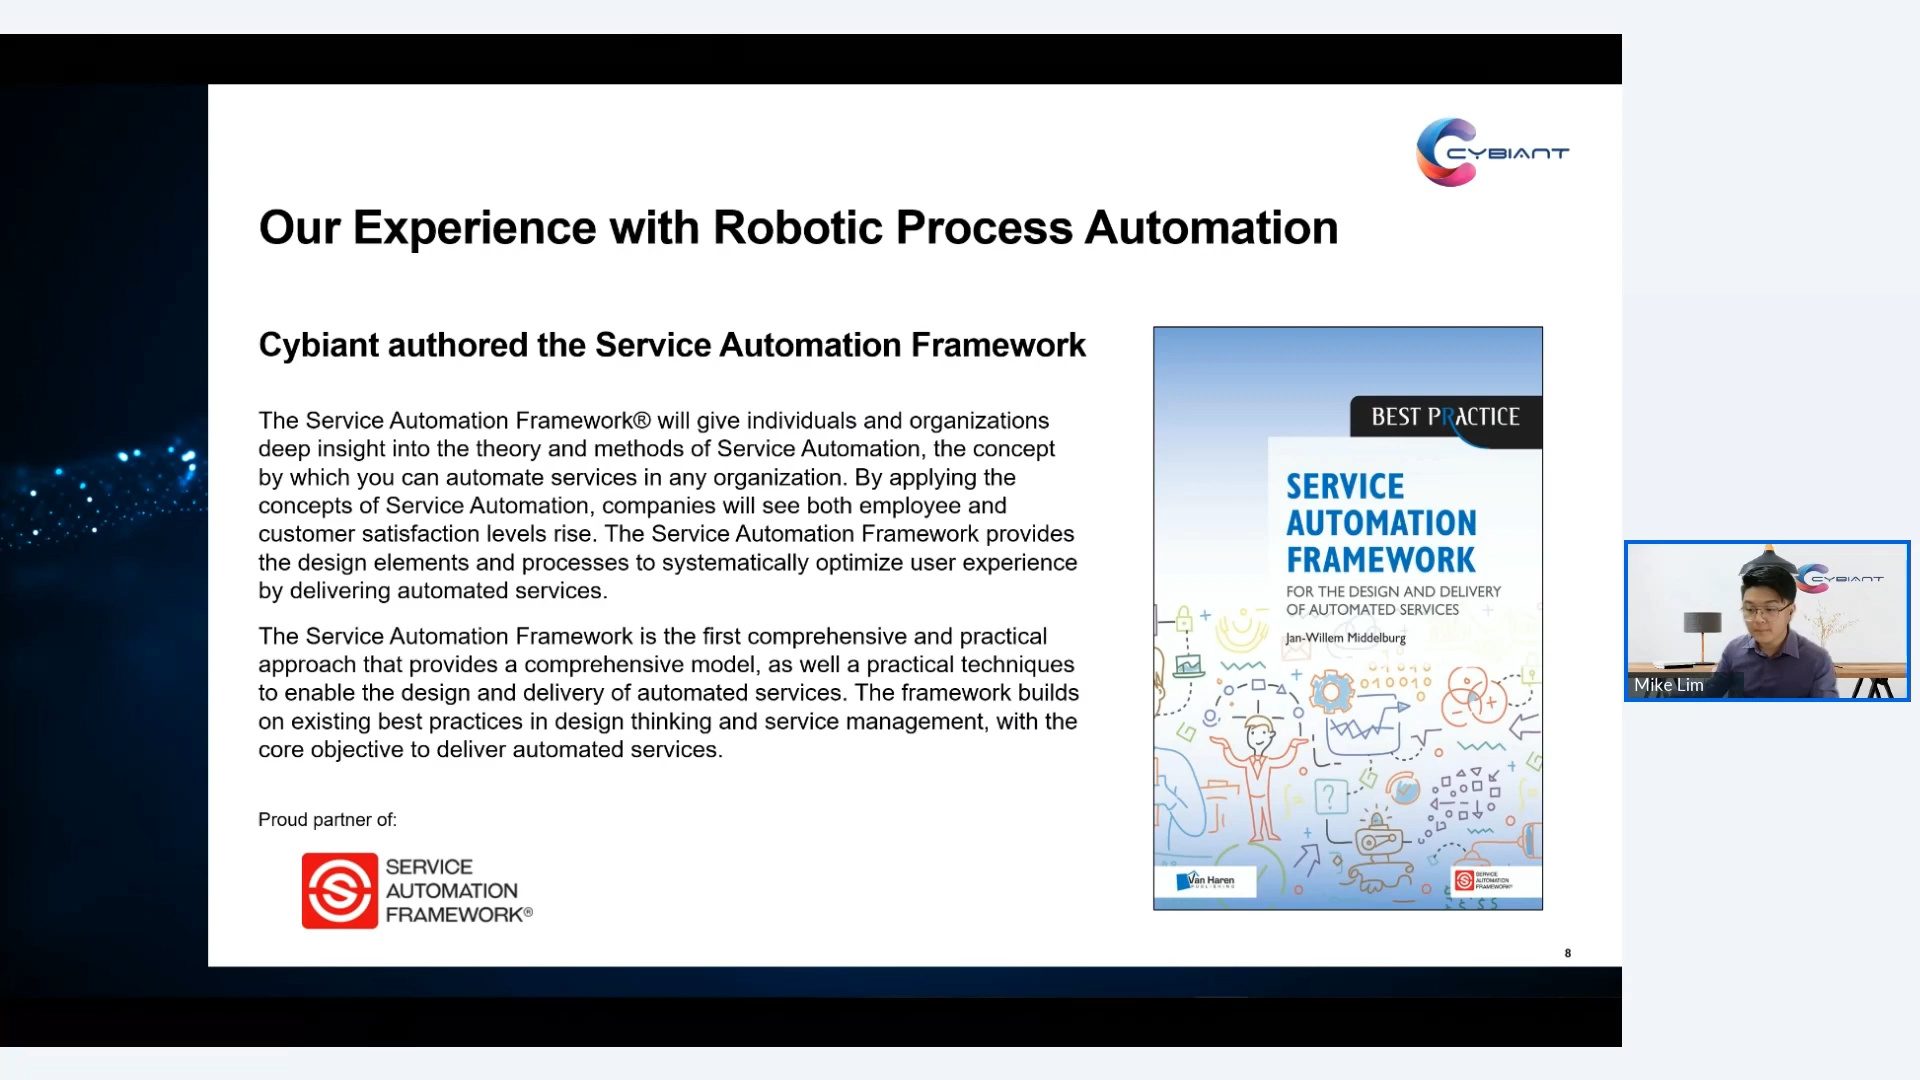 CYBIANT
Our Experience with Robotic Process Automation
Cybiant authored the Service Automation Framework
The Service Automation Framework® will give individuals and organizations
deep insight into the theory and methods of Service Automation, the concept
by which you can automate services in any organization. By applying the
concepts of Service Automation, companies will see both employee and
customer satisfaction levels rise. The Service Automation Framework provides
the design elements and processes to systematically optimize user experience
by delivering automated services.
The Service Automation Framework is the first comprehensive and practical
approach that provides a comprehensive model, as well a practical techniques
to enable the design and delivery of automated services. The framework builds
on existing best practices in design thinking and service management, with the
core objective to deliver automated services.
Proud partner of:
SERVICE
AUTOMATION
FRAMEWORK®
BEST PRACTICE
SERVICE
AUTOMATION
FRAMEWORK
FOR THE DESIGN AND DELIVERY
OF AUTOMATED SERVICES
Jan-Willem Middelburg
101010
010010
?
Van Haren
PUBLISHING
SERVICE
AUTOMATION
FRAMEWORK®
8
CYBIANT
Mike Lim